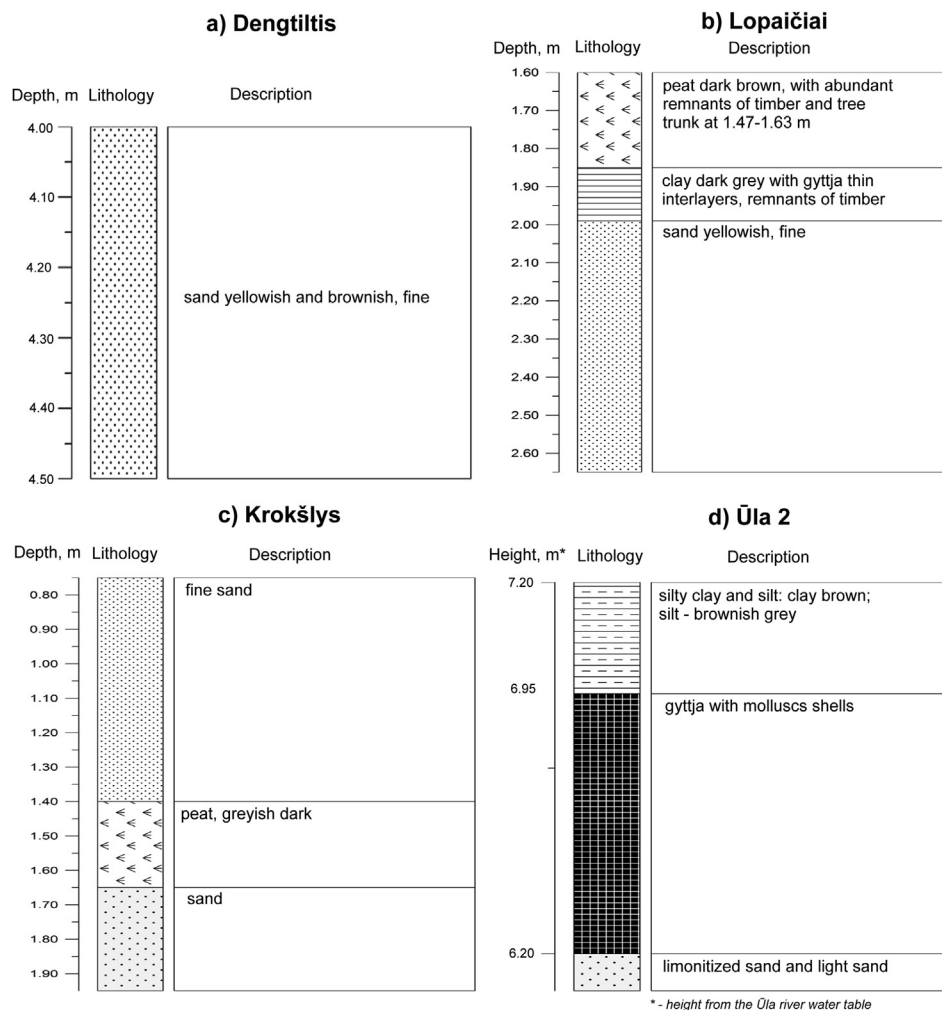 a) Dengtiltis
Depth, m Lithology Description
4.00
4.10
4.20
4.30
4.40
4.50
sand yellowish and brownish, fine
b) Lopaičiai
Depth, m Lithology Description
1.60
1.70
1.80
1.90
2.00
2.10
2.20
2.30
2.40
2.50
2.60
peat dark brown, with abundant
remnants of timber and tree
trunk at 1.47-1.63 m
clay dark grey with gyttja thin
interlayers, remnants of timber
sand yellowish, fine
c) Krokšlys
Depth, m Lithology Description
0.80
0.90
1.00
1.10
1.20
1.30
1.40
1.50
1.60
1.70
1.80
1.90
fine sand
peat, greyish dark
sand
d) Ūla 2
Height, m* Lithology Description
7.20
6.95
6.20
silty clay and silt: clay brown;
silt - brownish grey
gyttja with molluscs shells
limonitized sand and light sand
* - height from the Ūla river water table